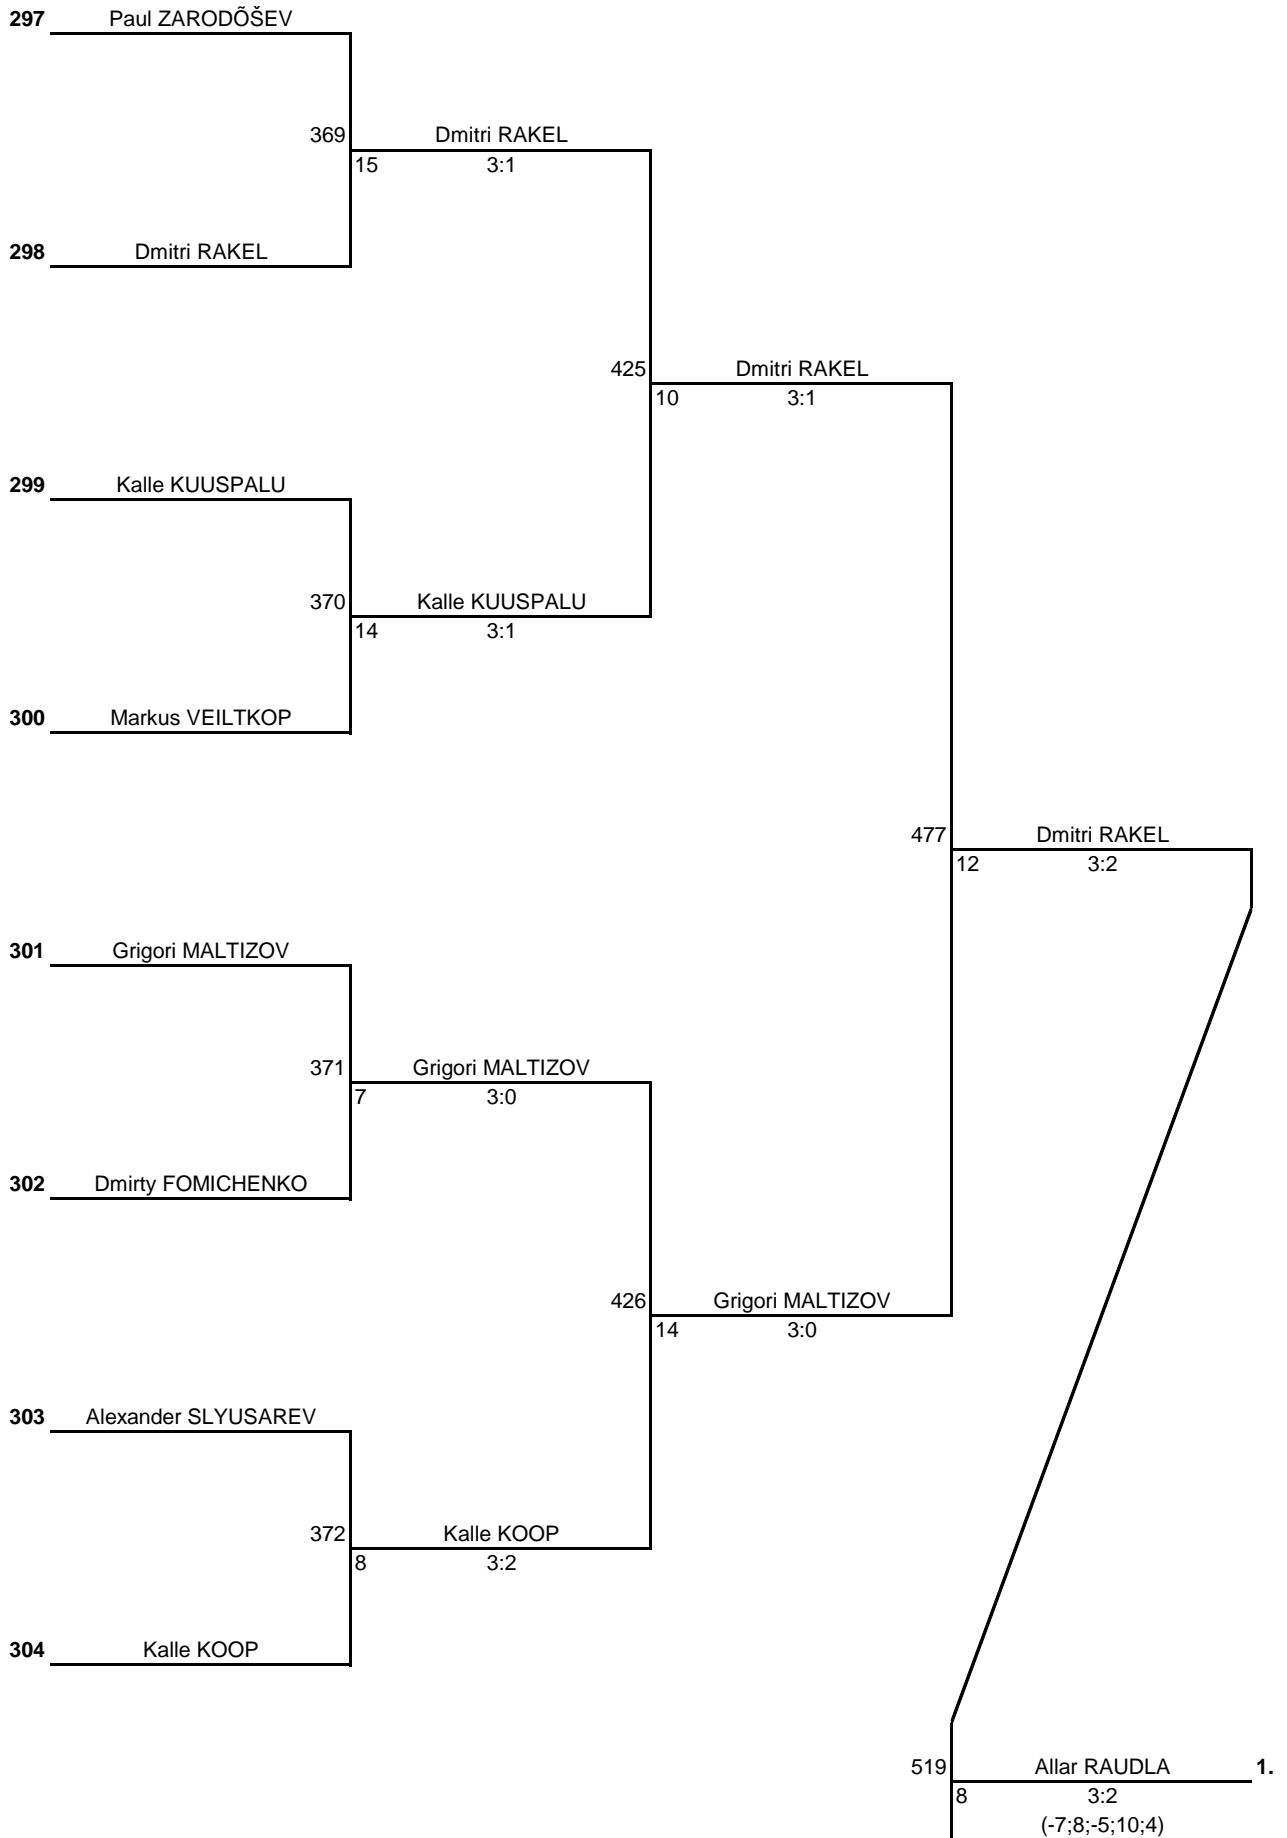 297 Paul ZARODÕŠEV
369 Dmitri RAKEL
15 3:1
298 Dmitri RAKEL
425 Dmitri RAKEL
10 3:1
299 Kalle KUUSPALU
370 Kalle KUUSPALU
14 3:1
300 Markus VEILTKOP
477 Dmitri RAKEL
12 3:2
301 Grigori MALTIZOV
371 Grigori MALTIZOV
7 3:0
302 Dmirty FOMICHENKO
426 Grigori MALTIZOV
14 3:0
303 Alexander SLYUSAREV
372 Kalle KOOP
8 3:2
304 Kalle KOOP
519 Allar RAUDLA 1.
8 3:2
(-7;8;-5;10;4)